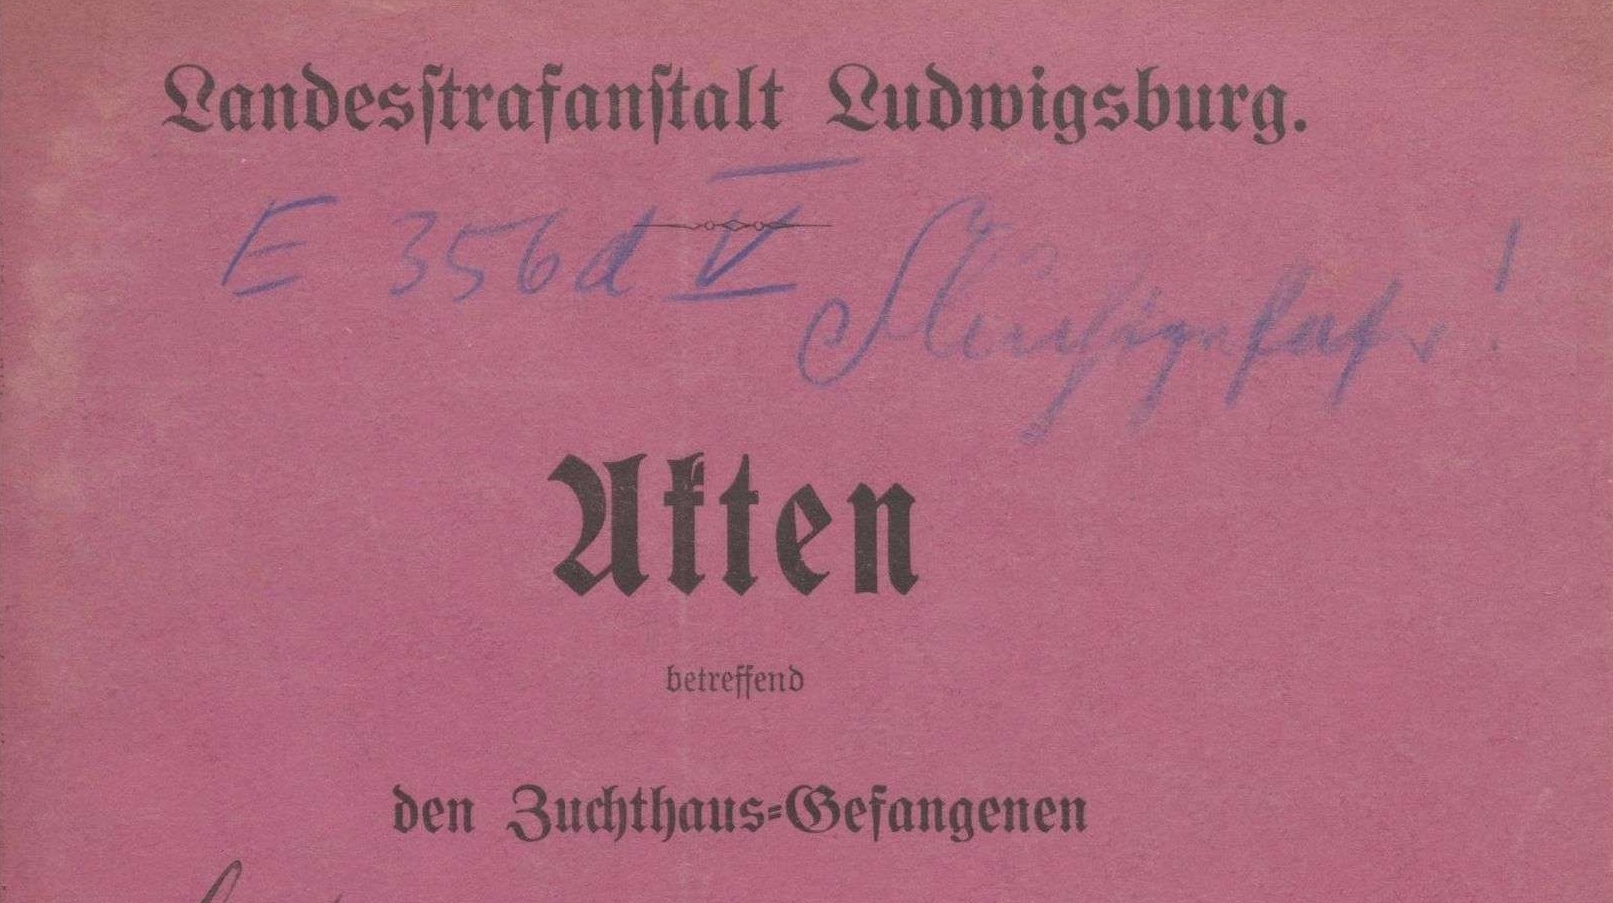 Landesstrafanstalt Ludwigsburg.
E 356d V
Akten
betreffend
den Zuchthaus-Gefangenen